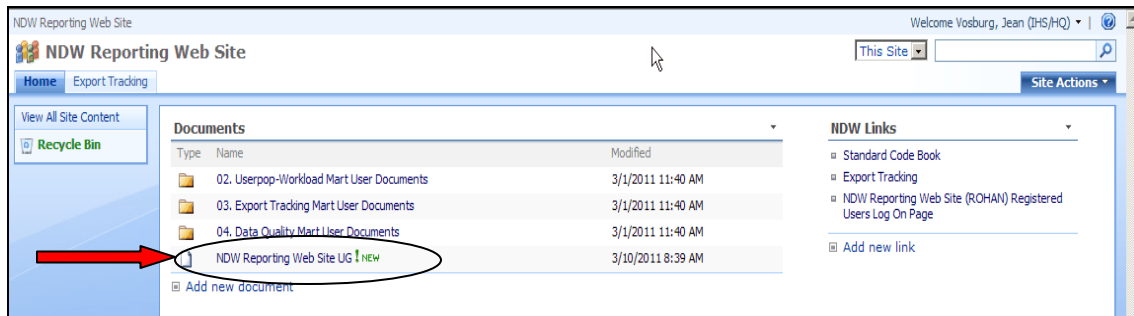 NDW Reporting Web Site
Welcome Vosburg, Jean (IHS/HQ)
NDW Reporting Web Site
This Site
Home Export Tracking
Site Actions
View All Site Content
Recycle Bin
Documents
Type Name Modified
02. Userpop-Workload Mart User Documents 3/1/2011 11:40 AM
03. Export Tracking Mart User Documents 3/1/2011 11:40 AM
04. Data Quality Mart User Documents 3/1/2011 11:40 AM
NDW Reporting Web Site UG ! NEW 3/10/2011 8:39 AM
Add new document
NDW Links
Standard Code Book
Export Tracking
NDW Reporting Web Site (ROHAN) Registered
Users Log On Page
Add new link